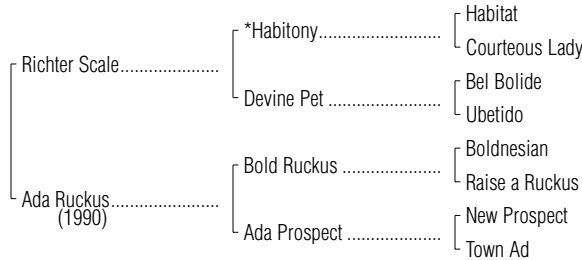 Habitat
*Habitony
Courteous Lady
Richter Scale
Bel Bolide
Devine Pet
Ubetido
Boldnesian
Bold Ruckus
Raise a Ruckus
Ada Ruckus
(1990)
New Prospect
Ada Prospect
Town Ad